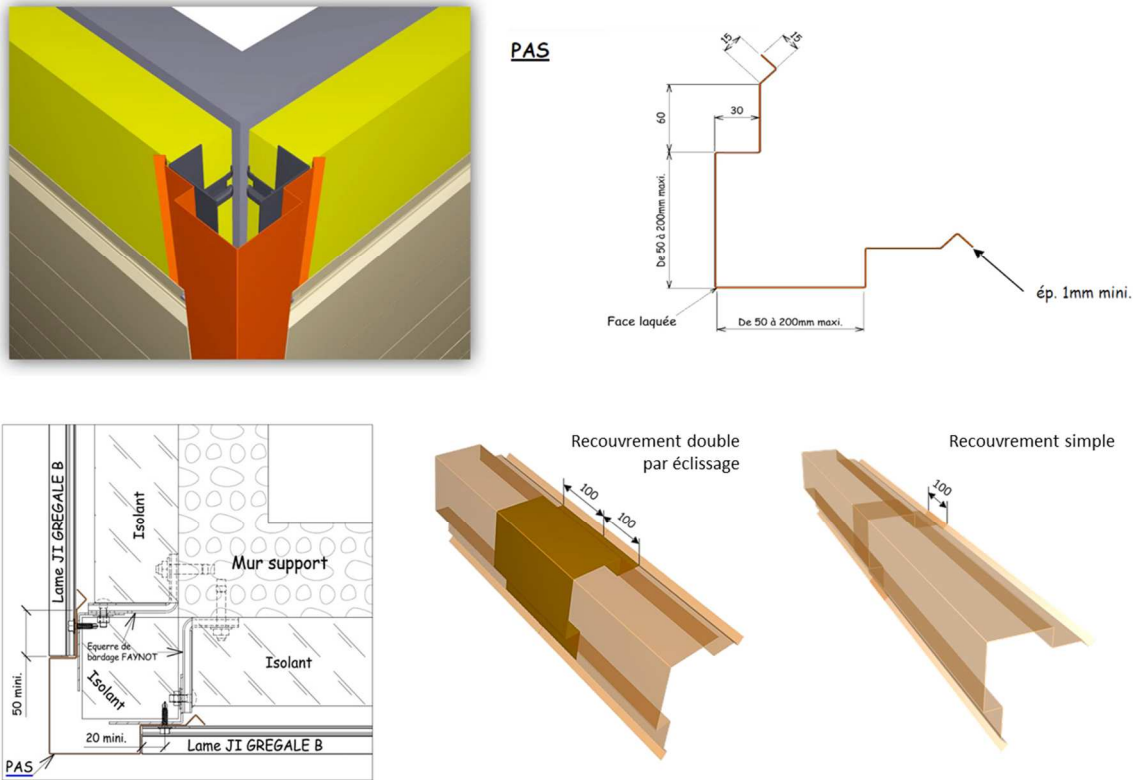 PAS
15
15
60
30
De 50 à 200mm maxi.
ép. 1mm mini.
Face laquée
De 50 à 200mm maxi.
Lame JI GREGALE B
Isolant
Mur support
Equerre de
bardage FAYNOT
Isolant
Isolant
50 mini.
20 mini.
Lame JI GREGALE B
PAS
Recouvrement double
par éclissage
100
100
Recouvrement simple
100